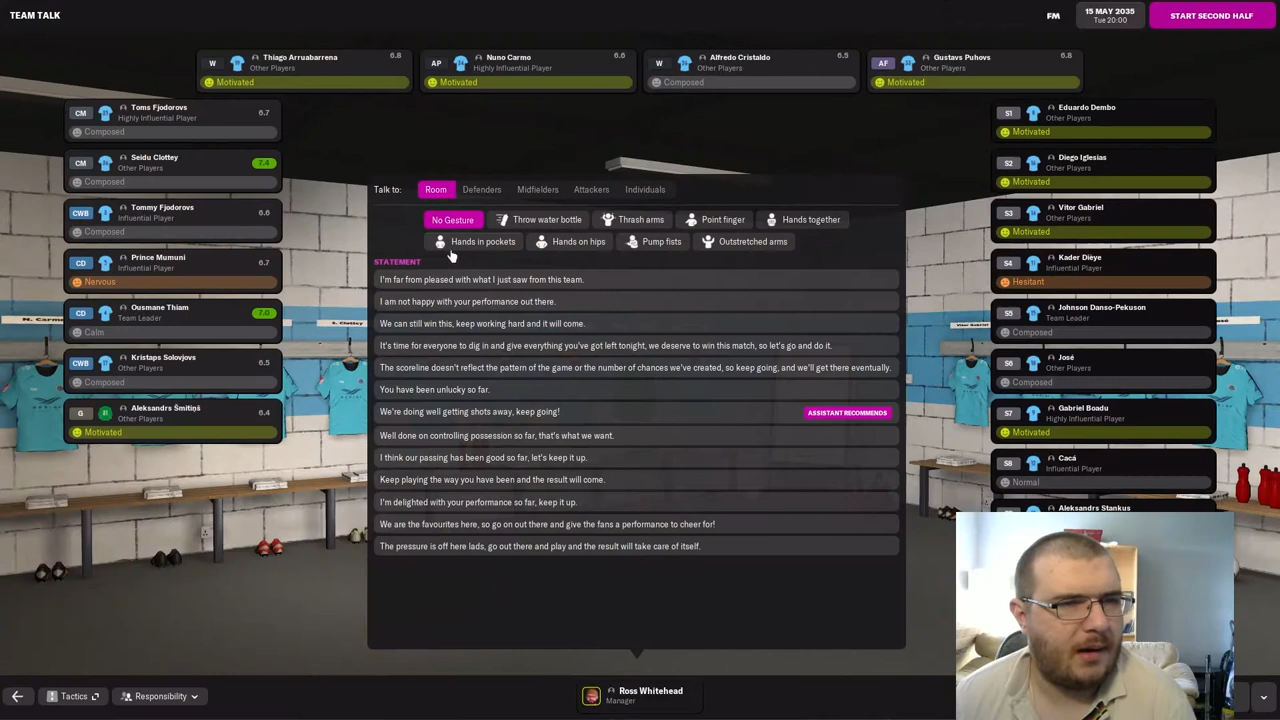 TEAM TALK
FM
15 MAY 2035
Tue 20:00
START SECOND HALF
W
Thiago Arruabarrena
Other Players
6.8
Motivated
AP
Nuno Carmo
Highly Influential Player
6.6
Motivated
W
Alfredo Cristaldo
Other Players
6.5
Composed
AF
Gustavs Puhovs
Other Players
6.8
Motivated
CM
Toms Fjodorovs
Highly Influential Player
6.7
Composed
CM
Seidu Clottey
Other Players
7.4
Composed
CWB
Tommy Fjodorovs
Influential Player
6.6
Composed
CD
Prince Mumuni
Influential Player
6.7
Nervous
CD
Ousmane Thiam
Team Leader
7.0
Calm
CWB
Kristaps Solovjovs
Other Players
6.5
Composed
G
Aleksandrs Šmitiņš
Other Players
6.4
Motivated
Talk to:
Room
Defenders
Midfielders
Attackers
Individuals
No Gesture
Throw water bottle
Thrash arms
Point finger
Hands together
Hands in pockets
Hands on hips
Pump fists
Outstretched arms
STATEMENT
I'm far from pleased with what I just saw from this team.
I am not happy with your performance out there.
We can still win this, keep working hard and it will come.
It's time for everyone to dig in and give everything you've got left tonight, we deserve to win this match, so let's go and do it.
The scoreline doesn't reflect the pattern of the game or the number of chances we've created, so keep going, and we'll get there eventually.
You have been unlucky so far.
We're doing well getting shots away, keep going!
ASSISTANT RECOMMENDS
Well done on controlling possession so far, that's what we want.
I think our passing has been good so far, let's keep it up.
Keep playing the way you have been and the result will come.
I'm delighted with your performance so far, keep it up.
We are the favourites here, so go on out there and give the fans a performance to cheer for!
The pressure is off here lads, go out there and play and the result will take care of itself.
S1
Eduardo Dembo
Other Players
Motivated
S2
Diego Iglesias
Other Players
Motivated
S3
Vitor Gabriel
Other Players
Motivated
S4
Kader Dièye
Influential Player
Hesitant
S5
Johnson Danso-Pekuson
Team Leader
Composed
S6
José
Influential Player
Composed
S7
Gabriel Boadu
Highly Influential Player
Motivated
S8
Cacá
Influential Player
Normal
Aleksandrs Stankus
Tactics
Responsibility
Ross Whitehead
Manager